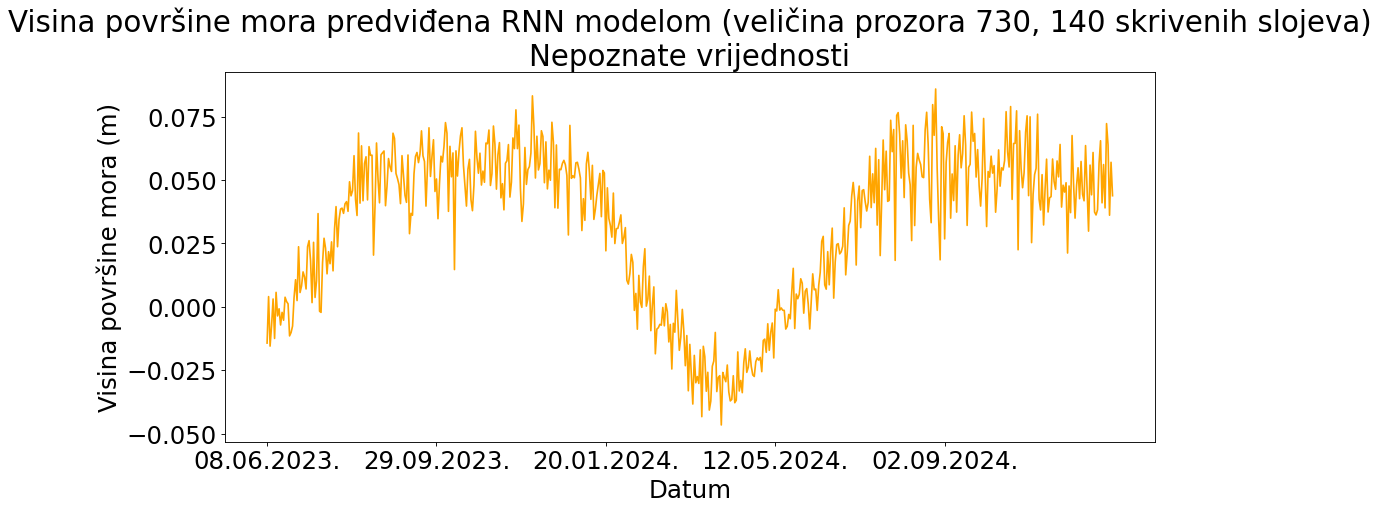 Visina površine mora predviđena RNN modelom (veličina prozora 730, 140 skrivenih slojeva)
Nepoznate vrijednosti
Visina površine mora (m)
0.075
0.050
0.025
0.000
−0.025
−0.050
08.06.2023. 29.09.2023. 20.01.2024. 12.05.2024. 02.09.2024.
Datum